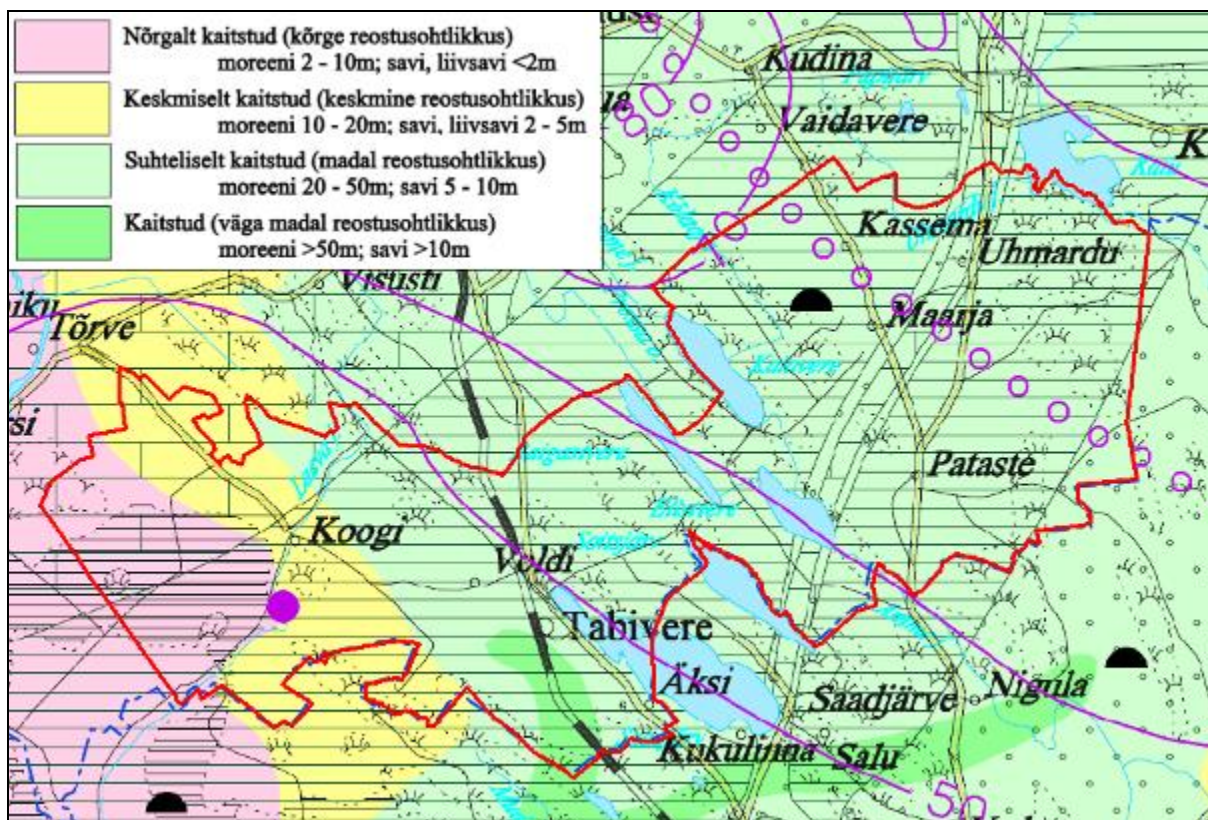 Nõrgalt kaitstud (kõrge reostusohtlikkus)
moreeni 2 - 10m; savi, liivsavi <2m
Keskmiselt kaitstud (keskmine reostusohtlikkus)
moreeni 10 - 20m; savi, liivsavi 2 - 5m
Suhteliselt kaitstud (madal reostusohtlikkus)
moreeni 20 - 50m; savi 5 - 10m
Kaitstud (väga madal reostusohtlikkus)
moreeni >50m; savi >10m
Kudina
Vaidavere
Kassema
Uhmardu
Visusti
Tõrve
Maarja
Kuremaa
Pataste
Koogi
Voldi
Tabivere
Äksi
Saadjärve
Nigula
Kukulinna
Salu
50